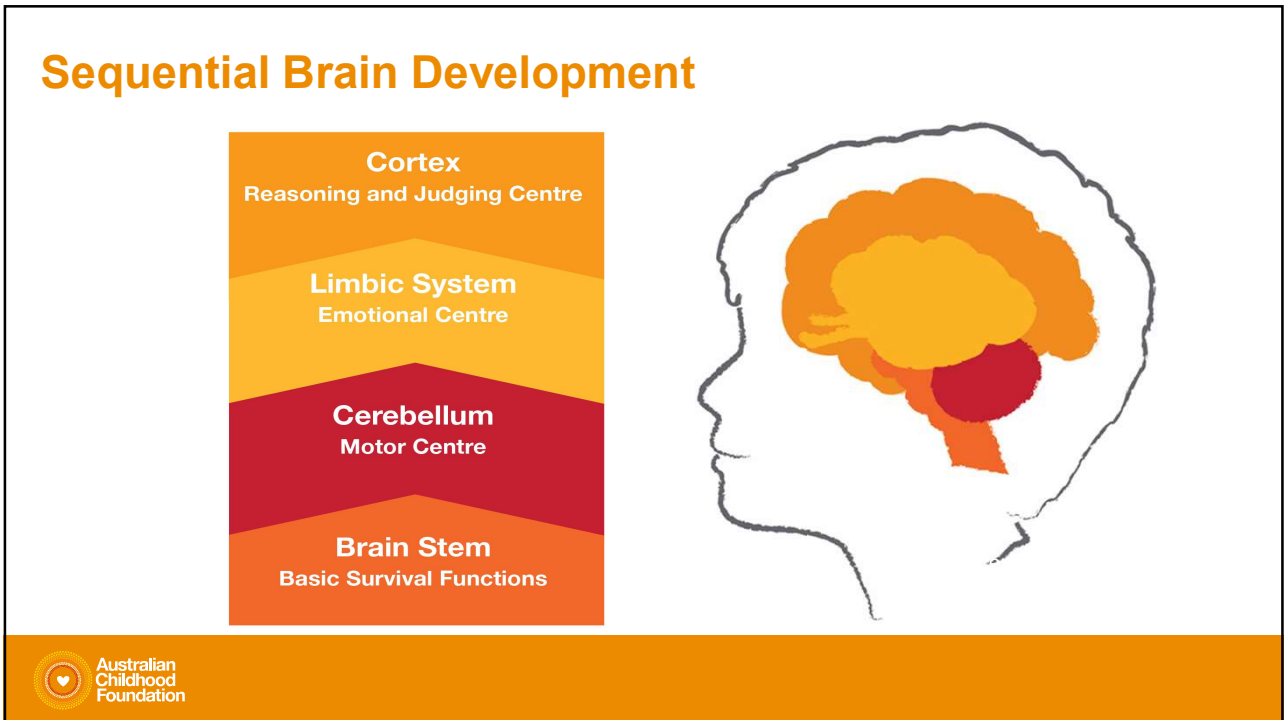 Sequential Brain Development
Cortex
Reasoning and Judging Centre
Limbic System
Emotional Centre
Cerebellum
Motor Centre
Brain Stem
Basic Survival Functions
Australian
Childhood
Foundation